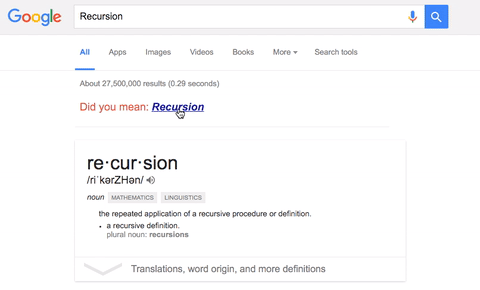 Google Recursion
All Apps Images Videos Books More Search tools
About 27,500,000 results (0.29 seconds)
Did you mean: Recursion
re·cur·sion
/riˈkərZHən/
noun MATHEMATICS LINGUISTICS
the repeated application of a recursive procedure or definition.
• a recursive definition.
plural noun: recursions
Translations, word origin, and more definitions